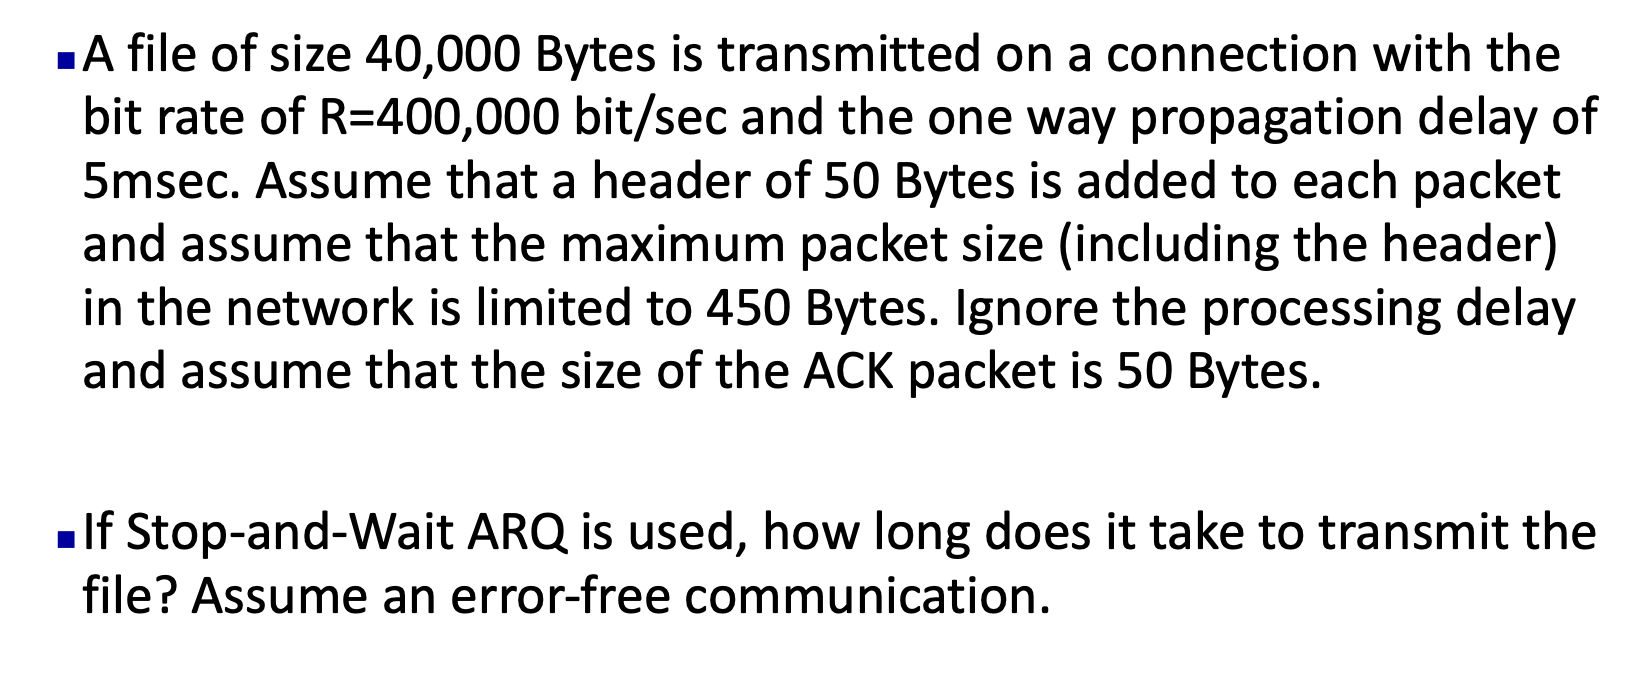 ▪A file of size 40,000 Bytes is transmitted on a connection with the
bit rate of R=400,000 bit/sec and the one way propagation delay of
5msec. Assume that a header of 50 Bytes is added to each packet
and assume that the maximum packet size (including the header)
in the network is limited to 450 Bytes. Ignore the processing delay
and assume that the size of the ACK packet is 50 Bytes.
▪If Stop-and-Wait ARQ is used, how long does it take to transmit the
file? Assume an error-free communication.